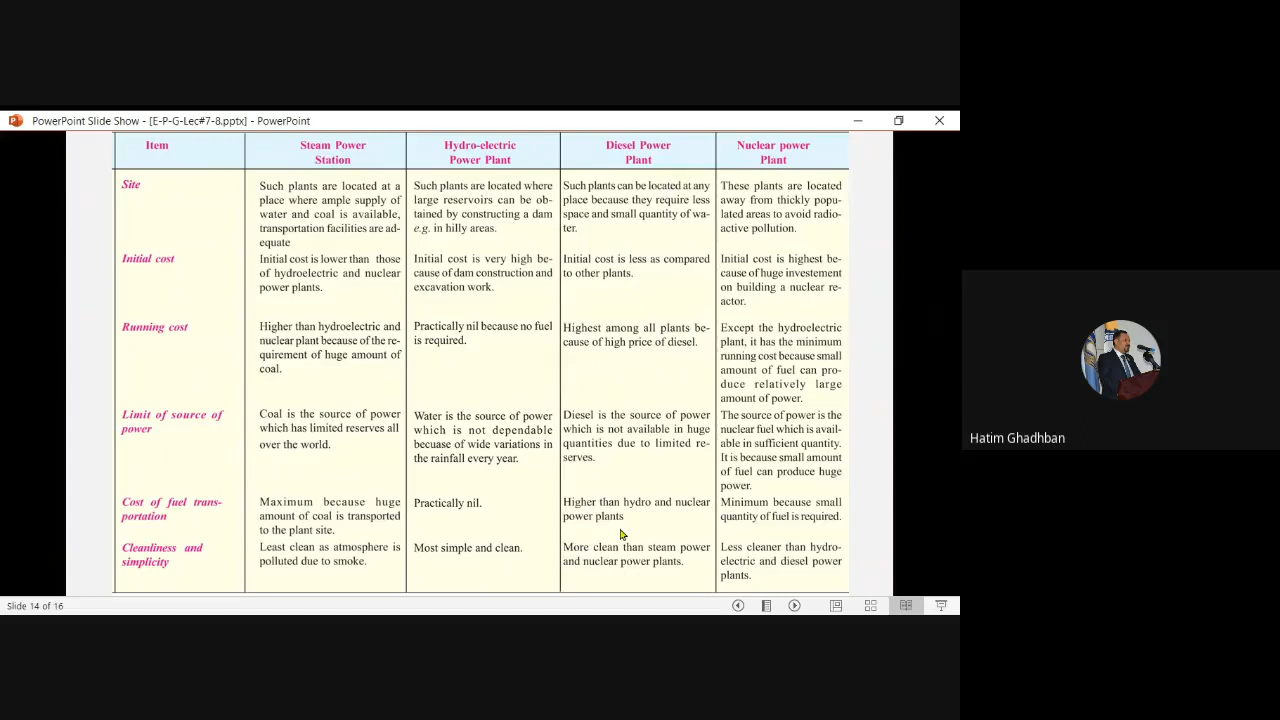 PowerPoint Slide Show - [E-P-G-Lec#7-8.pptx] - PowerPoint
Item
Steam Power
Station
Hydro-electric
Power Plant
Diesel Power
Plant
Nuclear power
Plant
Site
Such plants are located at a
place where ample supply of
water and coal is available,
transportation facilities are ad-
equate
Such plants are located where
large reservoirs can be ob-
tained by constructing a dam
e.g. in hilly areas.
Such plants can be located at any
place because they require less
space and small quantity of wa-
ter.
These plants are located
away from thickly popu-
lated areas to avoid radio-
active pollution.
Initial cost
Initial cost is lower than those
of hydroelectric and nuclear
power plants.
Initial cost is very high be-
cause of dam construction and
excavation work.
Initial cost is less as compared
to other plants.
Initial cost is highest be-
cause of huge investement
on building a nuclear re-
actor.
Running cost
Higher than hydroelectric and
nuclear plant because of the re-
quirement of huge amount of
coal.
Practically nil because no fuel
is required.
Highest among all plants be-
cause of high price of diesel.
Except the hydroelectric
plant, it has the minimum
running cost because small
amount of fuel can pro-
duce relatively large
amount of power.
Limit of source of
power
Coal is the source of power
which has limited reserves all
over the world.
Water is the source of power
which is not dependable
becuase of wide variations in
the rainfall every year.
Diesel is the source of power
which is not available in huge
quantities due to limited re-
serves.
The source of power is the
nuclear fuel which is avail-
able in sufficient quantity.
It is because small amount
of fuel can produce huge
power.
Cost of fuel trans-
portation
Maximum because huge
amount of coal is transported
to the plant site.
Practically nil.
Higher than hydro and nuclear
power plants
Minimum because small
quantity of fuel is required.
Cleanliness and
simplicity
Least clean as atmosphere is
polluted due to smoke.
Most simple and clean.
More clean than steam power
and nuclear power plants.
Less cleaner than hydro-
electric and diesel power
plants.
Slide 14 of 16
Hatim Ghadhban